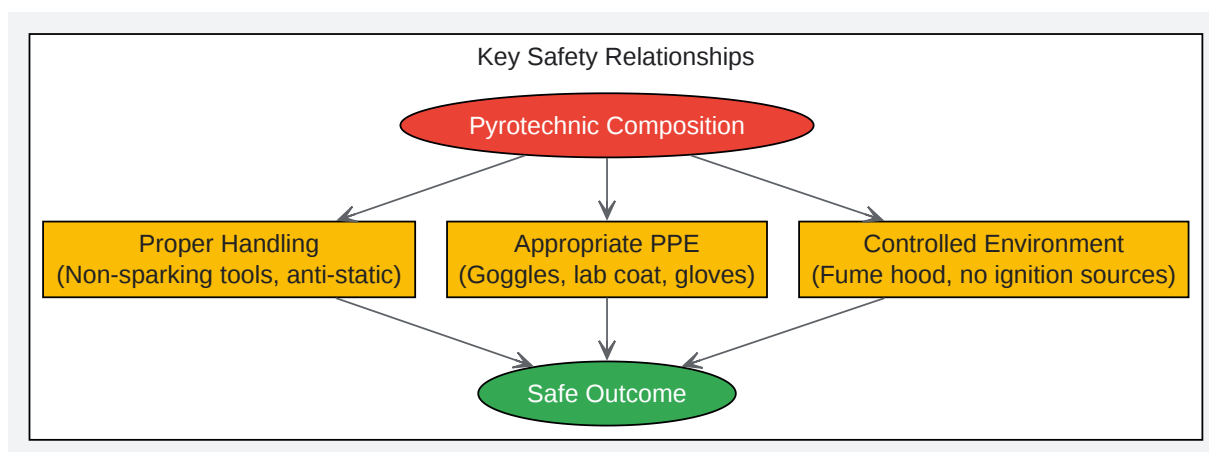 Key Safety Relationships
Pyrotechnic Composition
Proper Handling
(Non-sparking tools, anti-static)
Appropriate PPE
(Goggles, lab coat, gloves)
Controlled Environment
(Fume hood, no ignition sources)
Safe Outcome